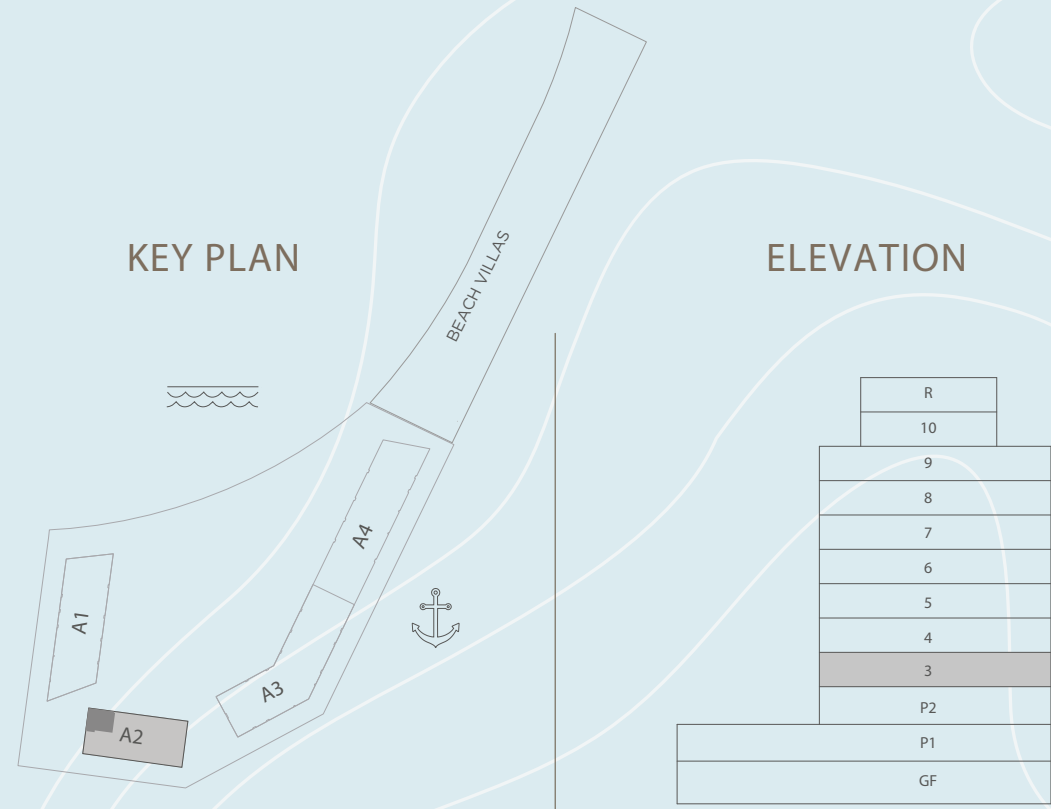 KEY PLAN
ELEVATION
BEACH VILLAS
A4
A1
A3
A2
R
10
9
8
7
6
5
4
3
P2
P1
GF